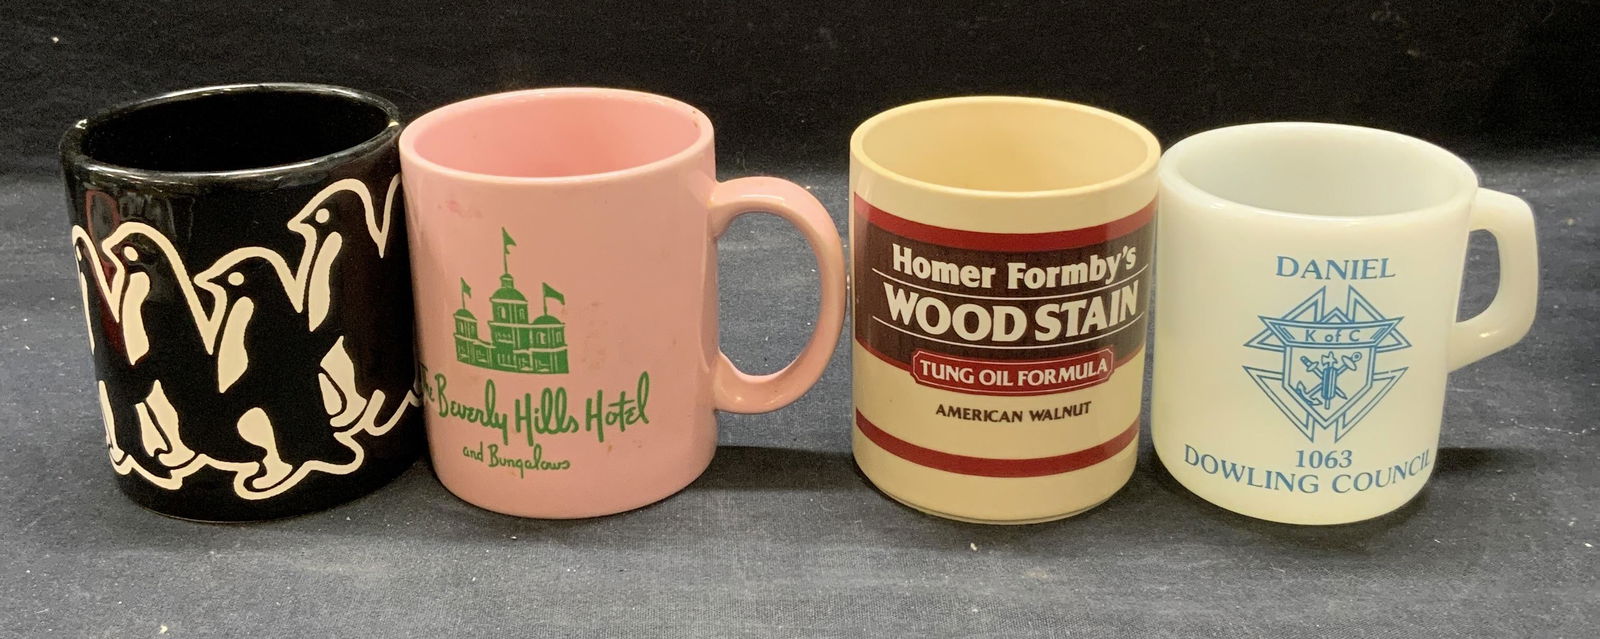 The Beverly Hills Hotel
and Bungalows
Homer Formby's
WOOD STAIN
TUNG OIL FORMULA
AMERICAN WALNUT
DANIEL
K of C
1063
DOWLING COUNCIL